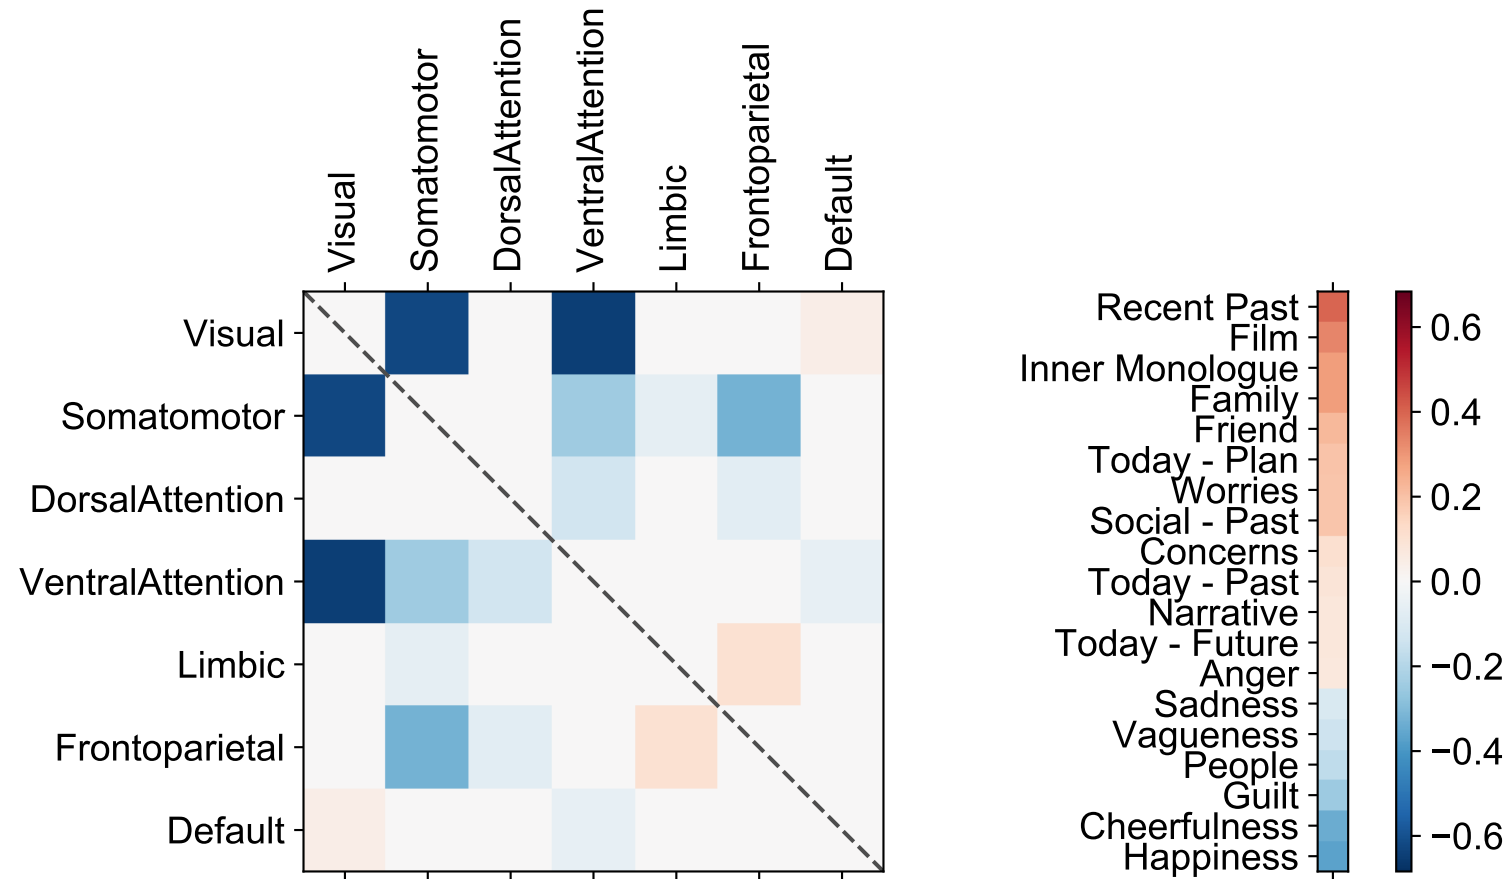 Visual
Somatomotor
DorsalAttention
VentralAttention
Limbic
Frontoparietal
Default
Visual
Somatomotor
DorsalAttention
VentralAttention
Limbic
Frontoparietal
Default
Recent Past
Film
Inner Monologue
Family
Friend
Today - Plan
Worries
Social - Past
Concerns
Today - Past
Narrative
Today - Future
Anger
Sadness
Vagueness
People
Guilt
Cheerfulness
Happiness
0.6
0.4
0.2
0.0
−0.2
−0.4
−0.6